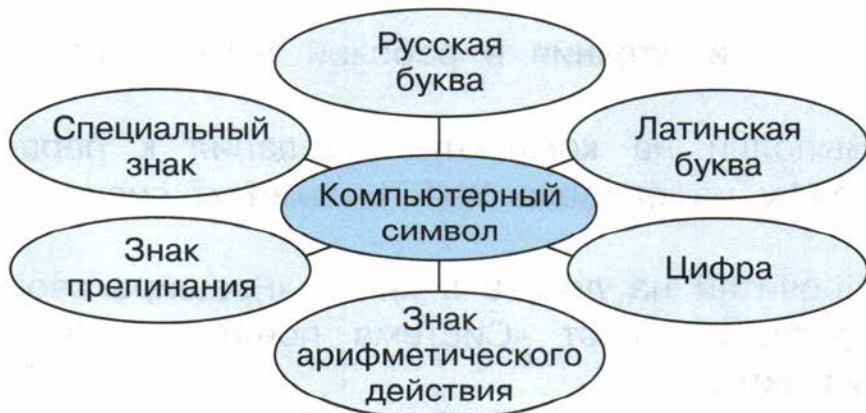 Русская
буква
Специальный
знак
Латинская
буква
Компьютерный
символ
Знак
препинания
Цифра
Знак
арифметического
действия